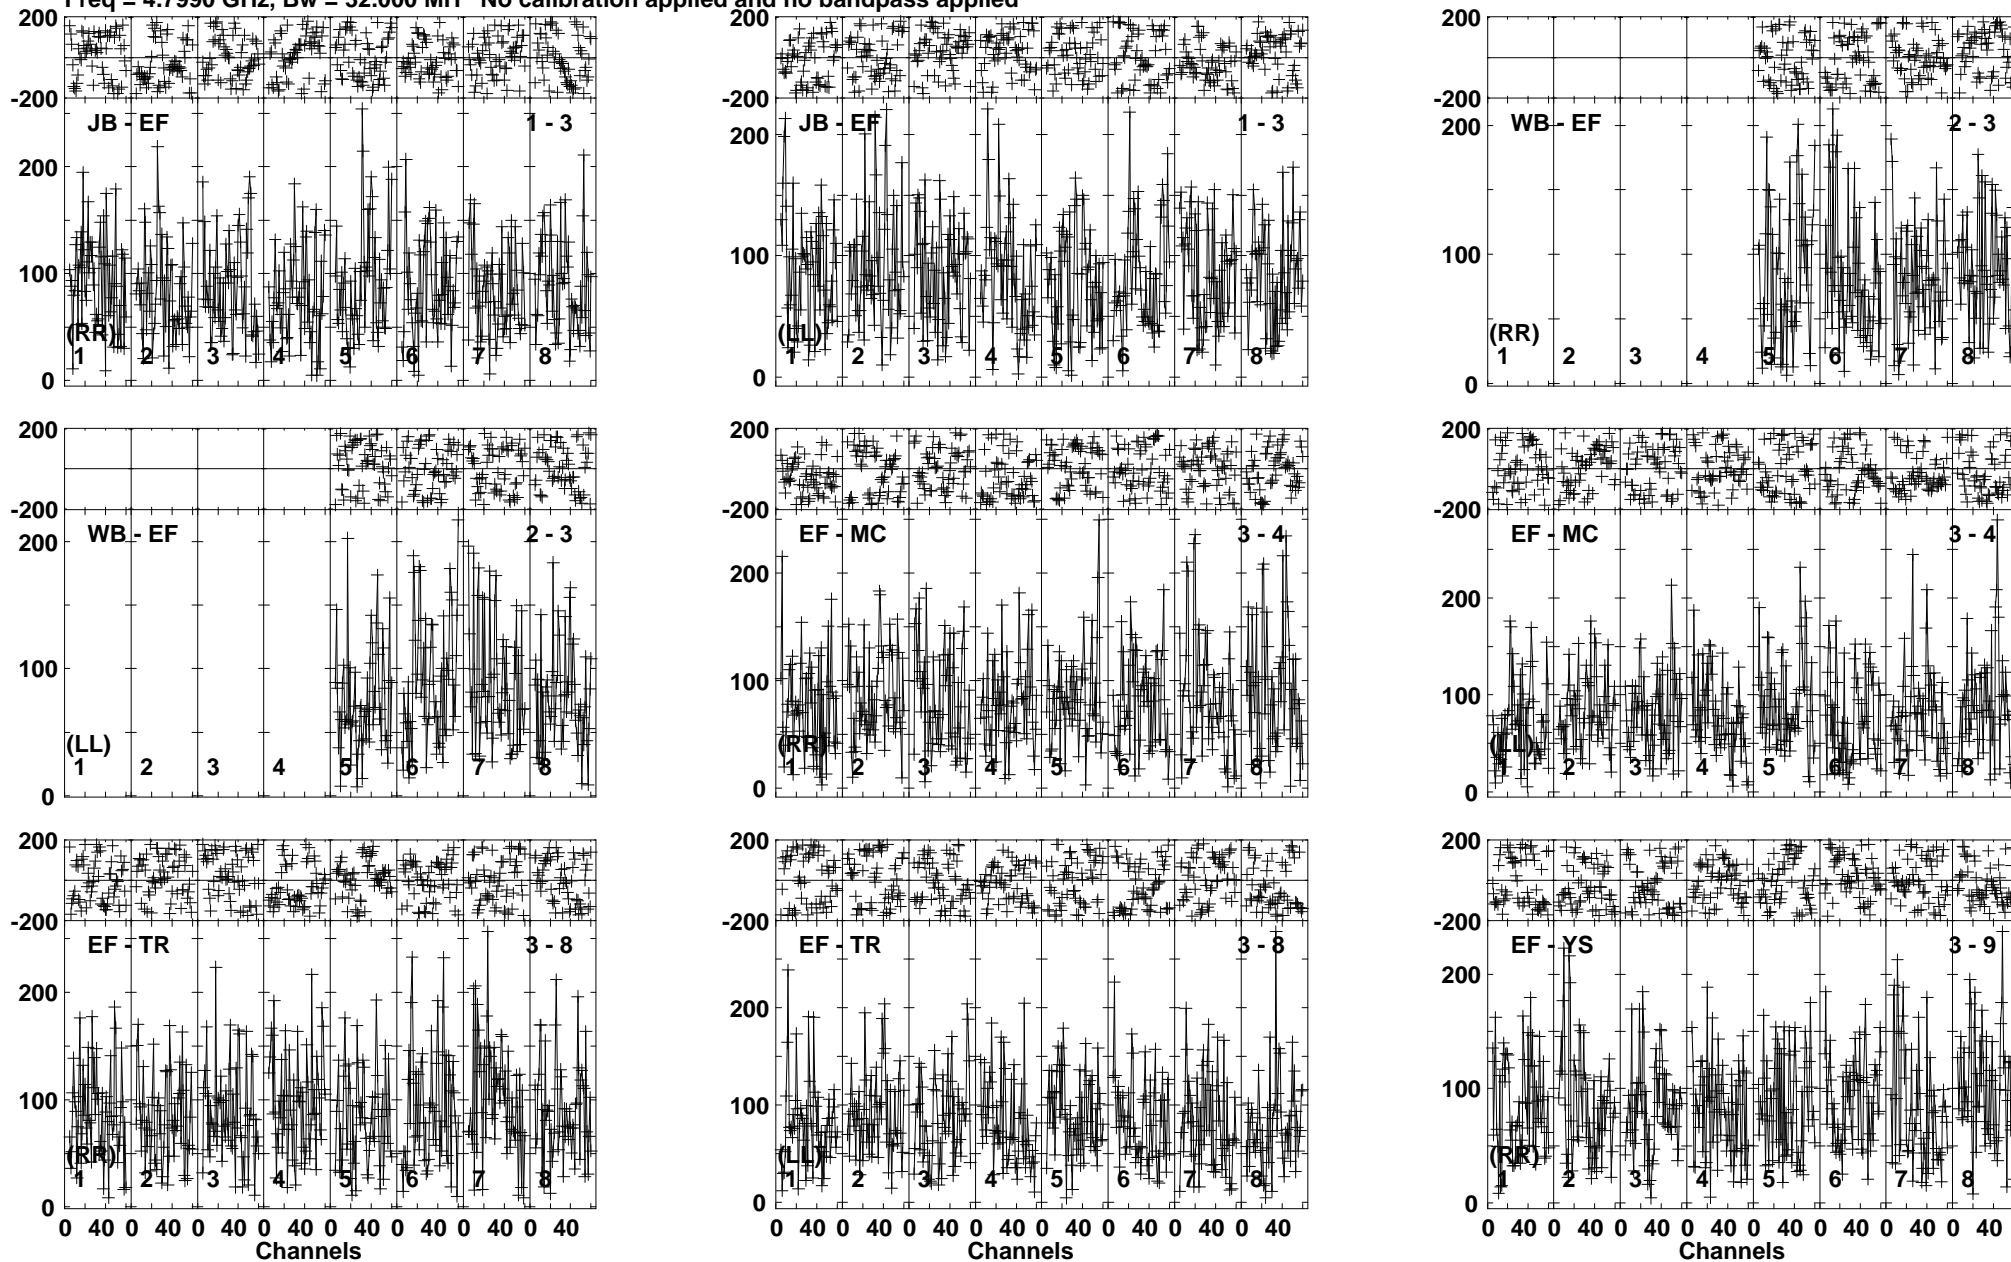 Freq = 4.7990 GHz, Bw = 32.000 MH No calibration applied and no bandpass applied
200 200 200
-200 -200 -200
JB - EF 1 - 3 JB - EF 1 - 3 WB - EF 2 - 3
200 200 200
100 100 100
(RR) (LL) (RR)
1 2 3 4 5 6 7 8 1 2 3 4 5 6 7 8 1 2 3 4 5 6 7 8
0 0 0
200 200 200
-200 -200 -200
WB - EF 2 - 3 EF - MC 3 - 4 EF - MC 3 - 4
200 200 200
100 100 100
(LL) (RR) (LL)
1 2 3 4 5 6 7 8 1 2 3 4 5 6 7 8 1 2 3 4 5 6 7 8
0 0 0
200 200 200
-200 -200 -200
EF - TR 3 - 8 EF - TR 3 - 8 EF - YS 3 - 9
200 200 200
100 100 100
(RR) (LL) (RR)
1 2 3 4 5 6 7 8 1 2 3 4 5 6 7 8 1 2 3 4 5 6 7 8
0 0 0
0 40 0 40 0 40 0 40 0 40 0 40 0 40 0 40 0 40 0 40 0 40 0 40 0 40 0 40 0 40 0 40 0 40 0 40 0 40 0 40 0 40 0 40 0 40 0 40
Channels Channels Channels